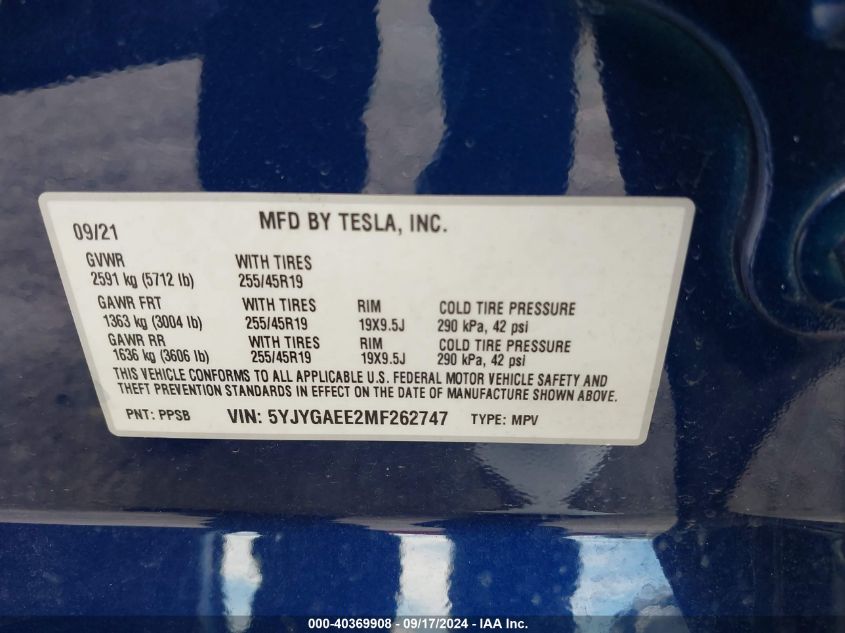 09/21 MFD BY TESLA, INC.
GVWR WITH TIRES
2591 kg (5712 lb) 255/45R19
GAWR FRT WITH TIRES RIM COLD TIRE PRESSURE
1363 kg (3004 lb) 255/45R19 19X9.5J 290 kPa, 42 psi
GAWR RR WITH TIRES RIM COLD TIRE PRESSURE
1636 kg (3606 lb) 255/45R19 19X9.5J 290 kPa, 42 psi
THIS VEHICLE CONFORMS TO ALL APPLICABLE U.S. FEDERAL MOTOR VEHICLE SAFETY AND
THEFT PREVENTION STANDARDS IN EFFECT ON THE DATE OF MANUFACTURE SHOWN ABOVE.
PNT: PPSB VIN: 5YJYGAEE2MF262747 TYPE: MPV
000-40369908 - 09/17/2024 - IAA Inc.